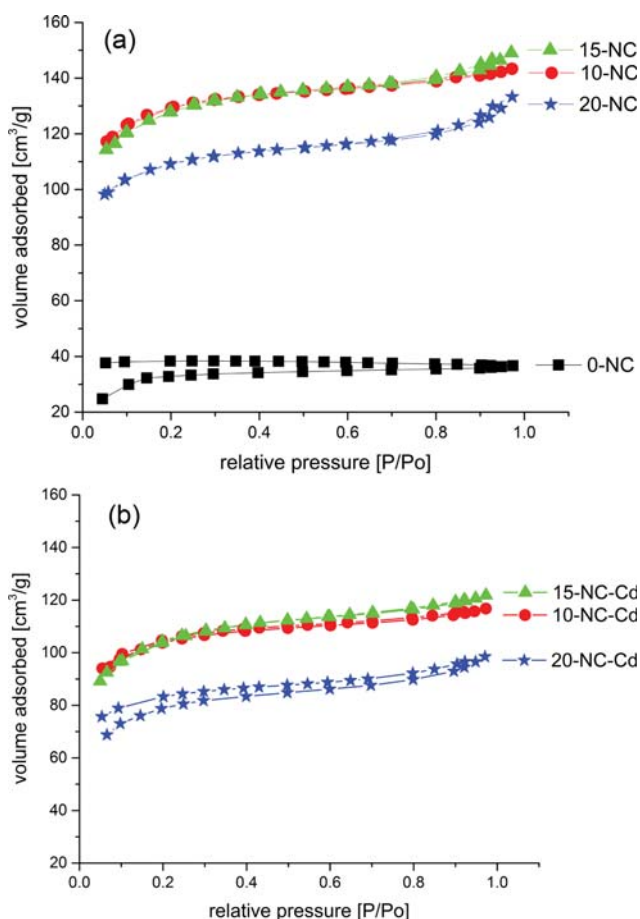 (a)
160
140
120
100
80
60
40
20
volume adsorbed [cm³/g]
15-NC
10-NC
20-NC
0-NC
0.0 0.2 0.4 0.6 0.8 1.0
relative pressure [P/Po]
(b)
160
140
120
100
80
60
40
20
volume adsorbed [cm³/g]
15-NC-Cd
10-NC-Cd
20-NC-Cd
0.0 0.2 0.4 0.6 0.8 1.0
relative pressure [P/Po]